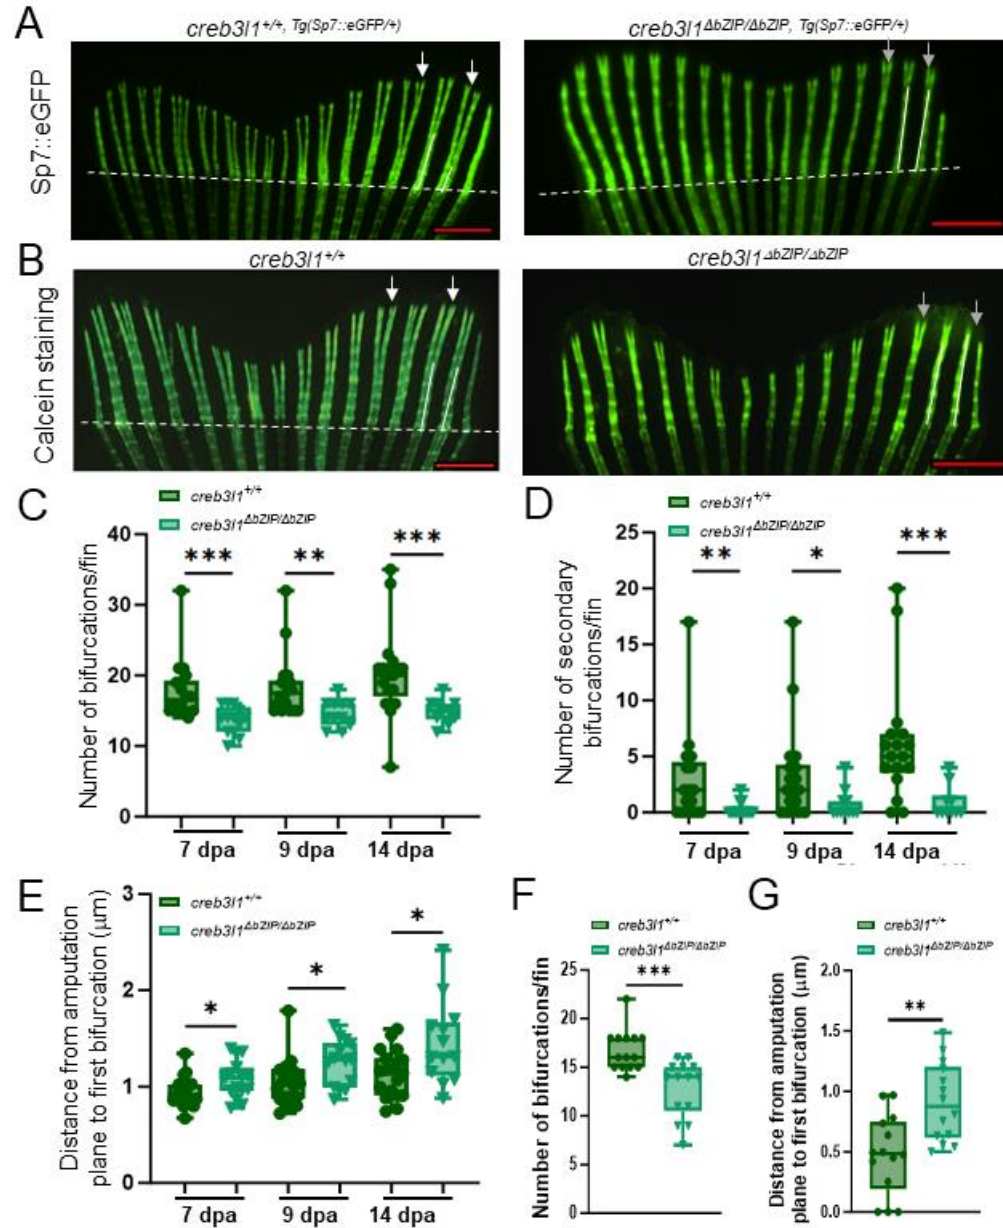 A
creb3l1+/+, Tg(Sp7::eGFP/+)
creb3l1ΔbZIP/ΔbZIP, Tg(Sp7::eGFP/+)
Sp7::eGFP
B
creb3l1+/+
creb3l1ΔbZIP/ΔbZIP
Calcein staining
C
creb3l1+/+
creb3l1ΔbZIP/ΔbZIP
Number of bifurcations/fin
40
30
20
10
0
***
**
***
7 dpa
9 dpa
14 dpa
D
creb3l1+/+
creb3l1ΔbZIP/ΔbZIP
Number of secondary
bifurcations/fin
25
20
15
10
5
0
**
*
***
7 dpa
9 dpa
14 dpa
E
creb3l1+/+
creb3l1ΔbZIP/ΔbZIP
Distance from amputation
plane to first bifurcation (μm)
3
2
1
0
*
*
*
7 dpa
9 dpa
14 dpa
F
creb3l1+/+
creb3l1ΔbZIP/ΔbZIP
Number of bifurcations/fin
25
20
15
10
5
0
***
G
creb3l1+/+
creb3l1ΔbZIP/ΔbZIP
Distance from amputation
plane to first bifurcation (μm)
2.0
1.5
1.0
0.5
0.0
**